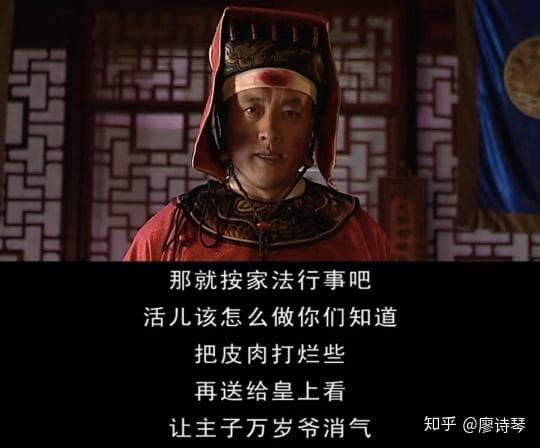 那就按家法行事吧
活儿该怎么做你们知道
把皮肉打烂些
再送给皇上看
让主子万岁爷消气
知乎 @廖诗琴